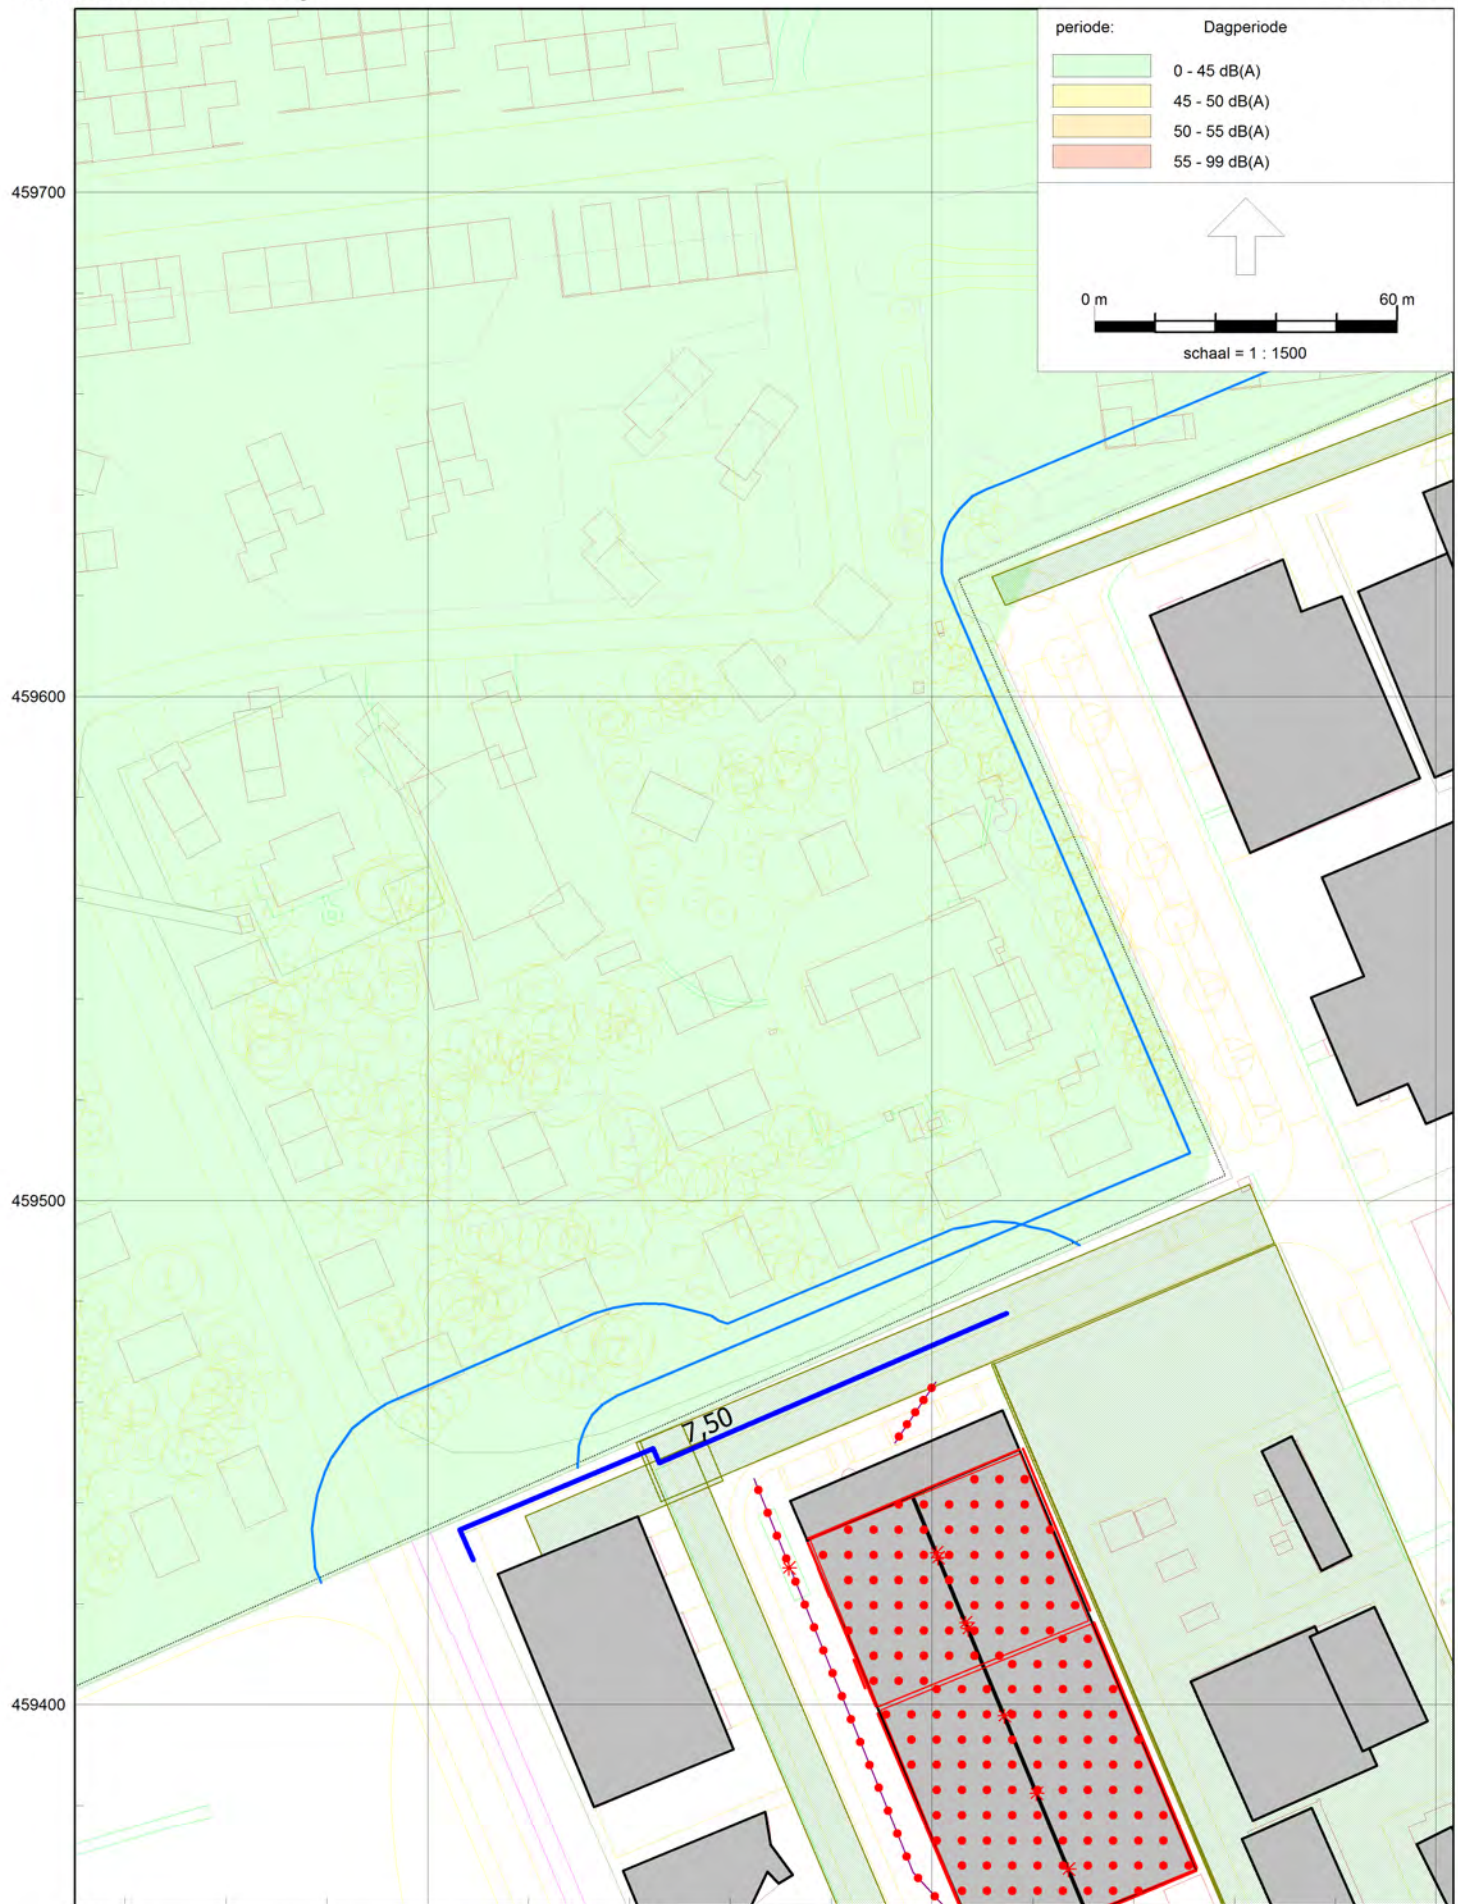 periode: Dagperiode
0 - 45 dB(A)
45 - 50 dB(A)
50 - 55 dB(A)
55 - 99 dB(A)
0 m 60 m
schaal = 1 : 1500
459700
459600
459500
7,50
459400